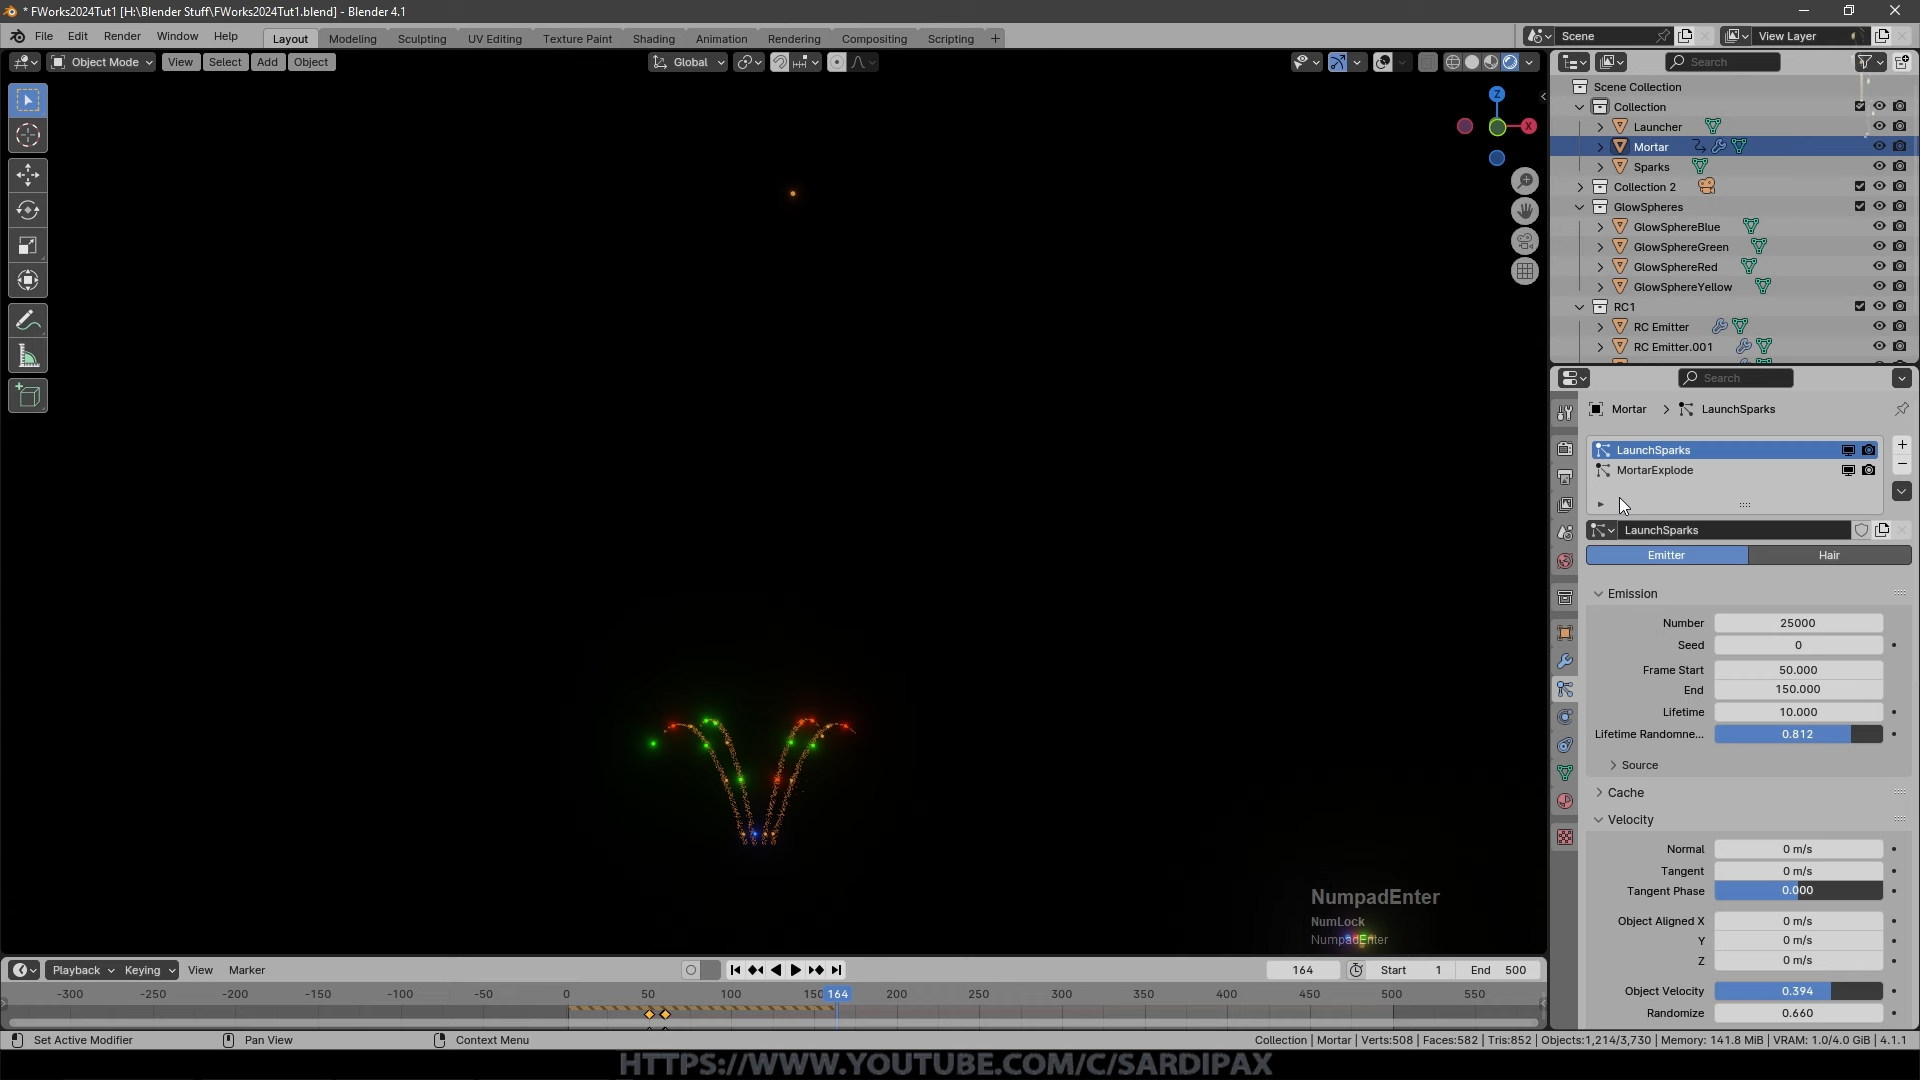 * FWorks2024Tut1 [H:\Blender Stuff\FWorks2024Tut1.blend] - Blender 4.1
File Edit Render Window Help Layout Modeling Sculpting UV Editing Texture Paint Shading Animation Rendering Compositing Scripting + Scene View Layer
Object Mode View Select Add Object Global Search
Z
X
Scene Collection
Collection
Launcher
Mortar
Sparks
Collection 2
GlowSpheres
GlowSphereBlue
GlowSphereGreen
GlowSphereRed
GlowSphereYellow
RC1
RC Emitter
RC Emitter.001
Search
Mortar > LaunchSparks
LaunchSparks
MortarExplode
LaunchSparks
Emitter Hair
Emission
Number 25000
Seed 0
Frame Start 50.000
End 150.000
Lifetime 10.000
Lifetime Randomne... 0.812
Source
Cache
Velocity
Normal 0 m/s
Tangent 0 m/s
Tangent Phase 0.000
Object Aligned X 0 m/s
Y 0 m/s
Z 0 m/s
Object Velocity 0.394
Randomize 0.660
NumpadEnter
NumLock
NumpadEnter
Playback Keying View Marker 164 Start 1 End 500
-300 -250 -200 -150 -100 -50 0 50 100 150 164 200 250 300 350 400 450 500 550
Set Active Modifier Pan View Context Menu Collection | Mortar | Verts:508 | Faces:582 | Tris:852 | Objects:1,214/3,730 | Memory: 141.8 MiB | VRAM: 1.0/4.0 GiB | 4.1.1
HTTPS://WWW.YOUTUBE.COM/C/SARDIPAX